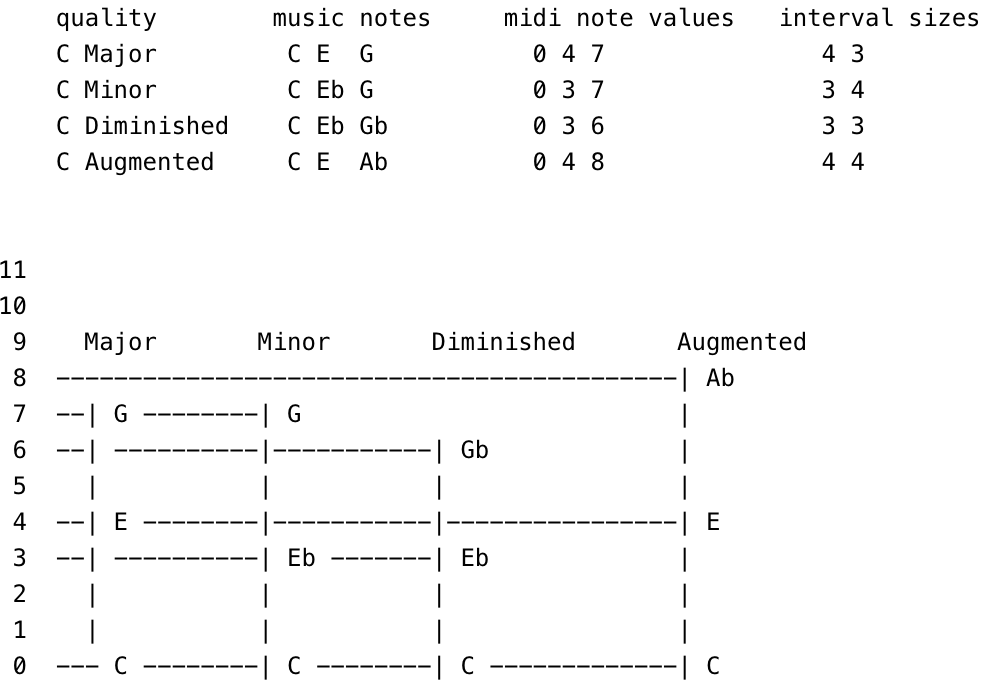 quality music notes midi note values interval sizes
C Major C E G 0 4 7 4 3
C Minor C Eb G 0 3 7 3 4
C Diminished C Eb Gb 0 3 6 3 3
C Augmented C E Ab 0 4 8 4 4
11
10
9 Major Minor Diminished Augmented
8 -------------------------------------------| Ab
7 --| G --------| G |
6 --| ----------|-----------| Gb |
5 | | | |
4 --| E --------|-----------|----------------| E
3 --| ----------| Eb -------| Eb |
2 | | | |
1 | | | |
0 --- C --------| C --------| C -------------| C